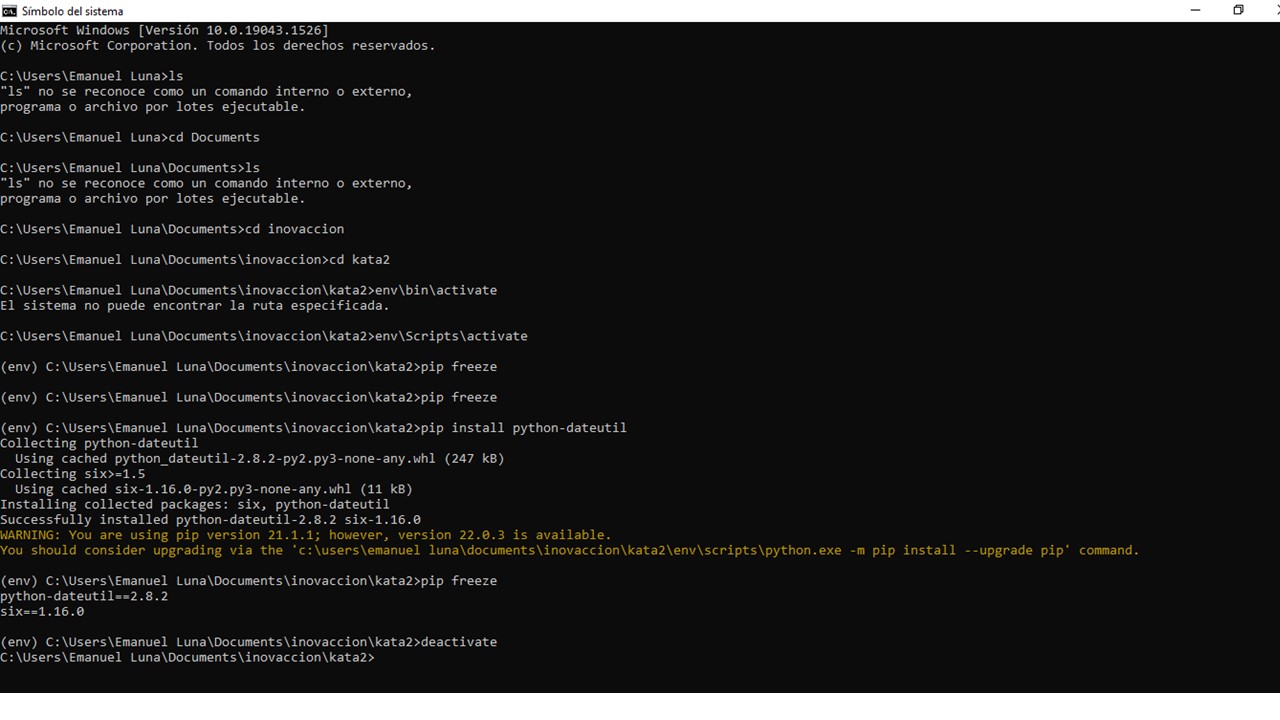 Símbolo del sistema
Microsoft Windows [Versión 10.0.19043.1526]
(c) Microsoft Corporation. Todos los derechos reservados.
C:\Users\Emanuel Luna>ls
"ls" no se reconoce como un comando interno o externo,
programa o archivo por lotes ejecutable.
C:\Users\Emanuel Luna>cd Documents
C:\Users\Emanuel Luna\Documents>ls
"ls" no se reconoce como un comando interno o externo,
programa o archivo por lotes ejecutable.
C:\Users\Emanuel Luna\Documents>cd inovaccion
C:\Users\Emanuel Luna\Documents\inovaccion>cd kata2
C:\Users\Emanuel Luna\Documents\inovaccion\kata2>env\bin\activate
El sistema no puede encontrar la ruta especificada.
C:\Users\Emanuel Luna\Documents\inovaccion\kata2>env\Scripts\activate
(env) C:\Users\Emanuel Luna\Documents\inovaccion\kata2>pip freeze
(env) C:\Users\Emanuel Luna\Documents\inovaccion\kata2>pip freeze
(env) C:\Users\Emanuel Luna\Documents\inovaccion\kata2>pip install python-dateutil
Collecting python-dateutil
  Using cached python_dateutil-2.8.2-py2.py3-none-any.whl (247 kB)
Collecting six>=1.5
  Using cached six-1.16.0-py2.py3-none-any.whl (11 kB)
Installing collected packages: six, python-dateutil
Successfully installed python-dateutil-2.8.2 six-1.16.0
WARNING: You are using pip version 21.1.1; however, version 22.0.3 is available.
You should consider upgrading via the 'c:\users\emanuel luna\documents\inovaccion\kata2\env\scripts\python.exe -m pip install --upgrade pip' command.
(env) C:\Users\Emanuel Luna\Documents\inovaccion\kata2>pip freeze
python-dateutil==2.8.2
six==1.16.0
(env) C:\Users\Emanuel Luna\Documents\inovaccion\kata2>deactivate
C:\Users\Emanuel Luna\Documents\inovaccion\kata2>